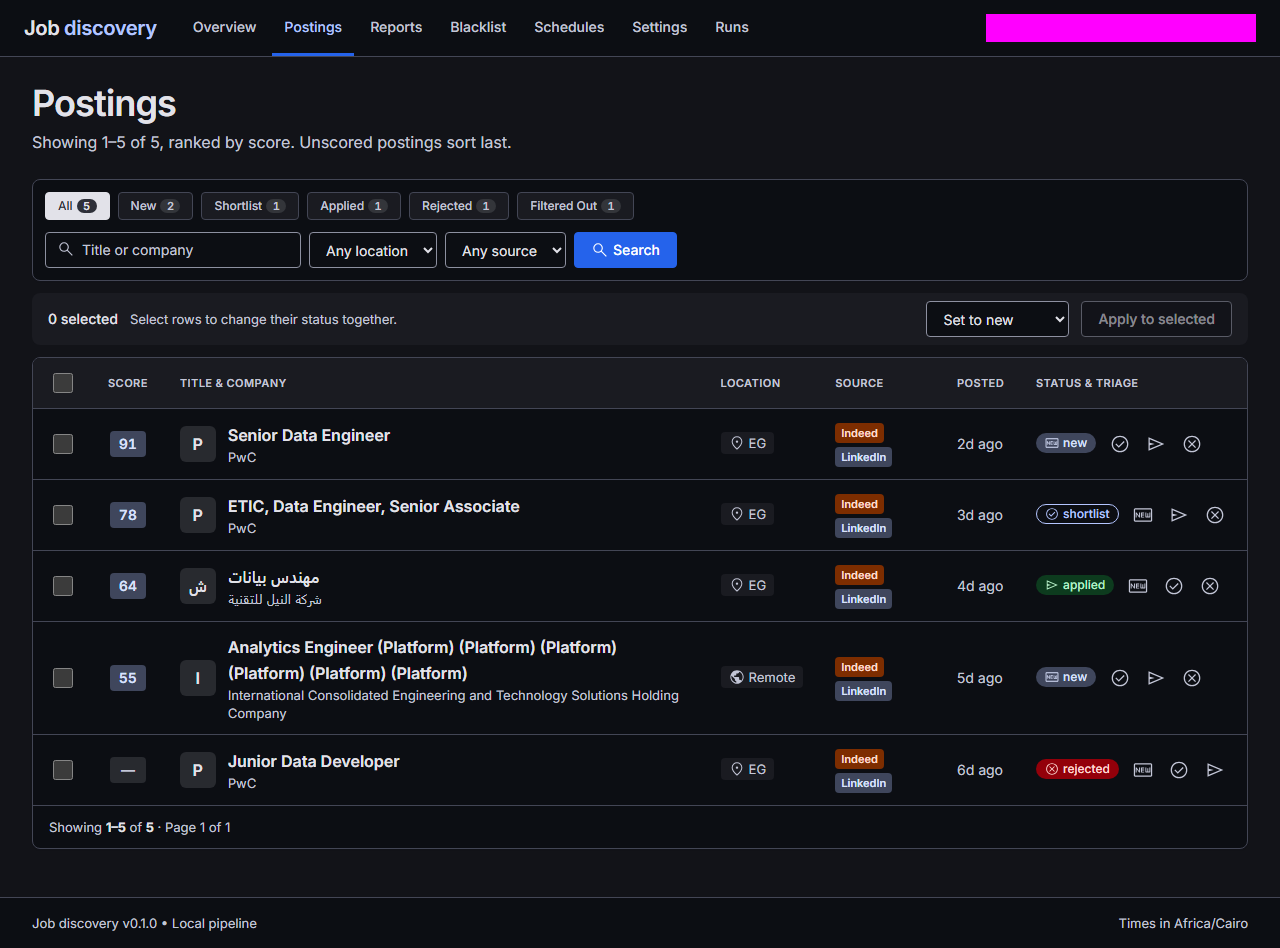 Job discovery
Overview
Postings
Reports
Blacklist
Schedules
Settings
Runs
Postings
Showing 1–5 of 5, ranked by score. Unscored postings sort last.
All 5
New 2
Shortlist 1
Applied 1
Rejected 1
Filtered Out 1
Title or company
Any location
Any source
Search
0 selected
Select rows to change their status together.
Set to new
Apply to selected
SCORE
TITLE & COMPANY
LOCATION
SOURCE
POSTED
STATUS & TRIAGE
91
P
Senior Data Engineer
PwC
EG
Indeed
LinkedIn
2d ago
NEW new
78
P
ETIC, Data Engineer, Senior Associate
PwC
EG
Indeed
LinkedIn
3d ago
shortlist
NEW
64
ش
مهندس بيانات
شركة النيل للتقنية
EG
Indeed
LinkedIn
4d ago
applied
NEW
55
I
Analytics Engineer (Platform) (Platform) (Platform)
(Platform) (Platform) (Platform)
International Consolidated Engineering and Technology Solutions Holding
Company
Remote
Indeed
LinkedIn
5d ago
NEW new
—
P
Junior Data Developer
PwC
EG
Indeed
LinkedIn
6d ago
rejected
NEW
Showing 1–5 of 5 · Page 1 of 1
Job discovery v0.1.0 • Local pipeline
Times in Africa/Cairo